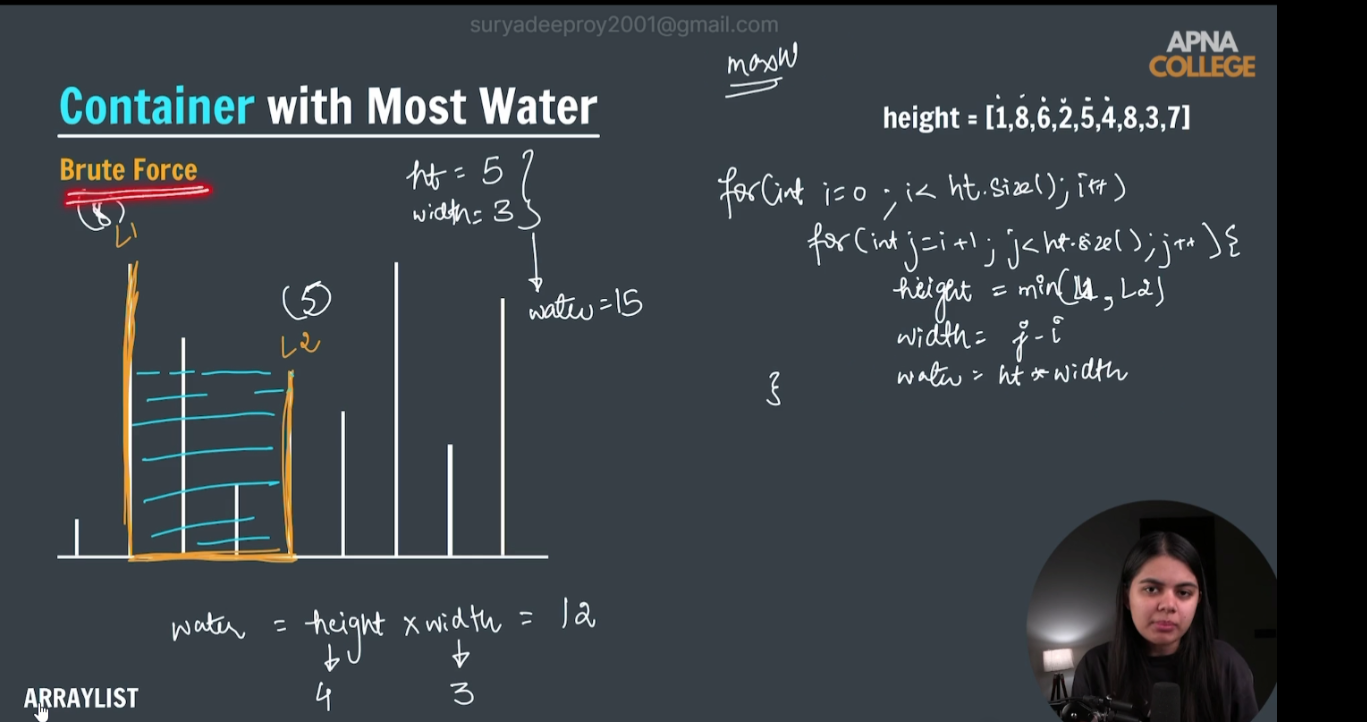 suryadeeproy2001@gmail.com
APNA
COLLEGE
maxW
Container with Most Water
height = [1,8,6,2,5,4,8,3,7]
Brute Force
ht = 5
width = 3
water = 15
(8)
L1
(5)
L2
for(int i=0 ; i< ht.size(); i++)
for(int j=i+1; j<ht.size(); j++){
height = min(L1, L2)
width = j-i
water = ht * width
}
water = height x width = 12
4 3
ARRAYLIST